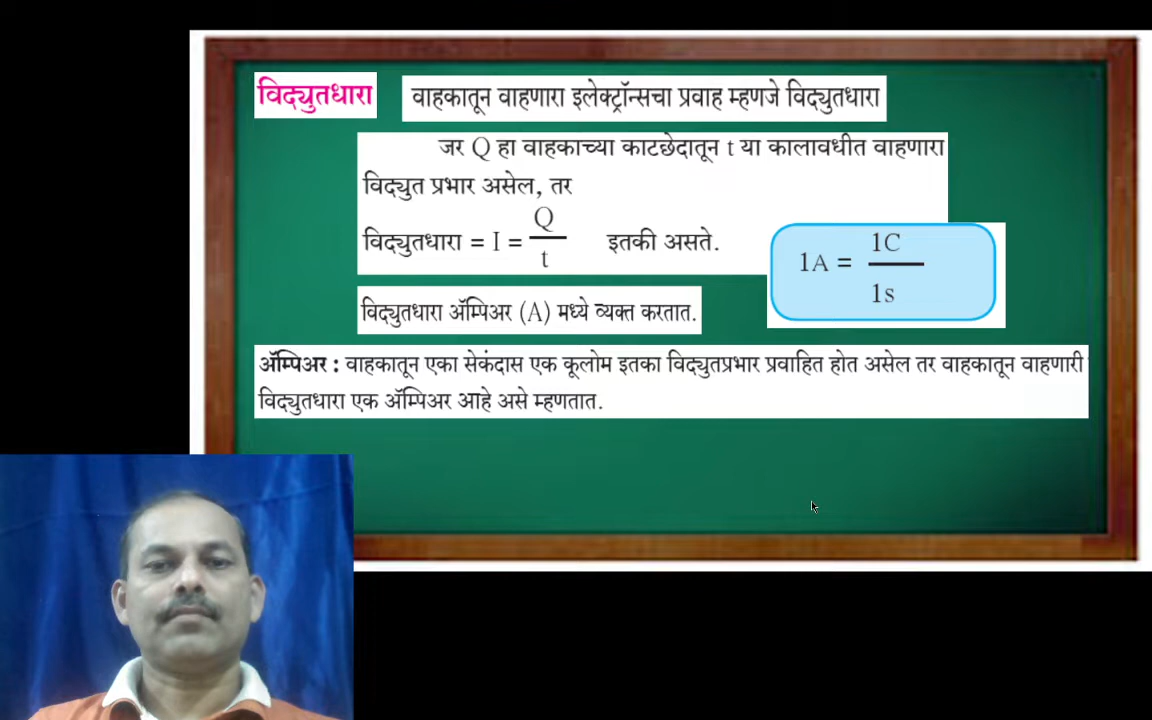 विद्युतधारा वाहकातून वाहणारा इलेक्ट्रॉन्सचा प्रवाह म्हणजे विद्युतधारा
जर Q हा वाहकाच्या काटछेदातून t या कालावधीत वाहणारा
विद्युत प्रभार असेल, तर
विद्युतधारा = I = Q/t इतकी असते.
1A = 1C/1s
विद्युतधारा ॲम्पिअर (A) मध्ये व्यक्त करतात.
ॲम्पिअर : वाहकातून एका सेकंदास एक कूलोम इतका विद्युतप्रभार प्रवाहित होत असेल तर वाहकातून वाहणारी
विद्युतधारा एक ॲम्पिअर आहे असे म्हणतात.